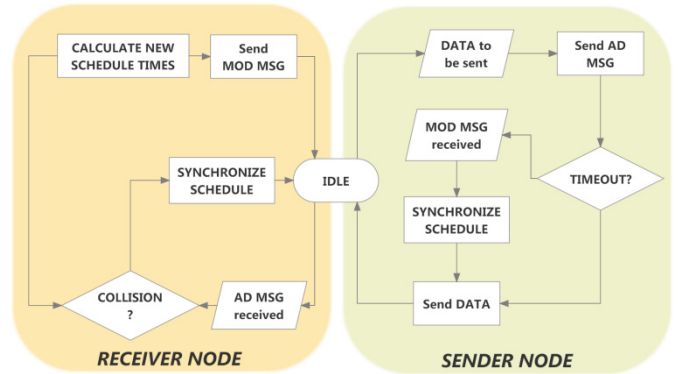 CALCULATE NEW
SCHEDULE TIMES
Send
MOD MSG
SYNCHRONIZE
SCHEDULE
COLLISION
?
AD MSG
received
RECEIVER NODE
IDLE
DATA to
be sent
Send AD
MSG
MOD MSG
received
TIMEOUT?
SYNCHRONIZE
SCHEDULE
Send DATA
SENDER NODE